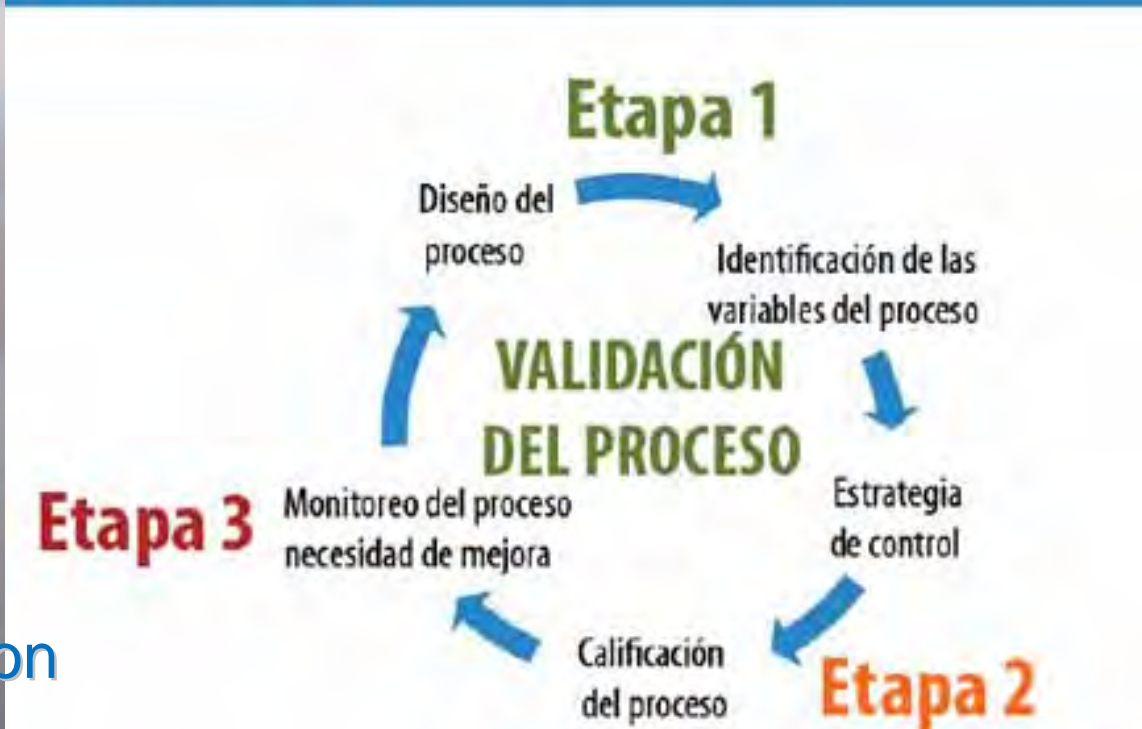 Etapa 1
Diseño del
proceso
Identificación de las
variables del proceso
VALIDACIÓN
DEL PROCESO
Estrategia
de control
Etapa 3
Monitoreo del proceso
necesidad de mejora
Calificación
del proceso
Etapa 2